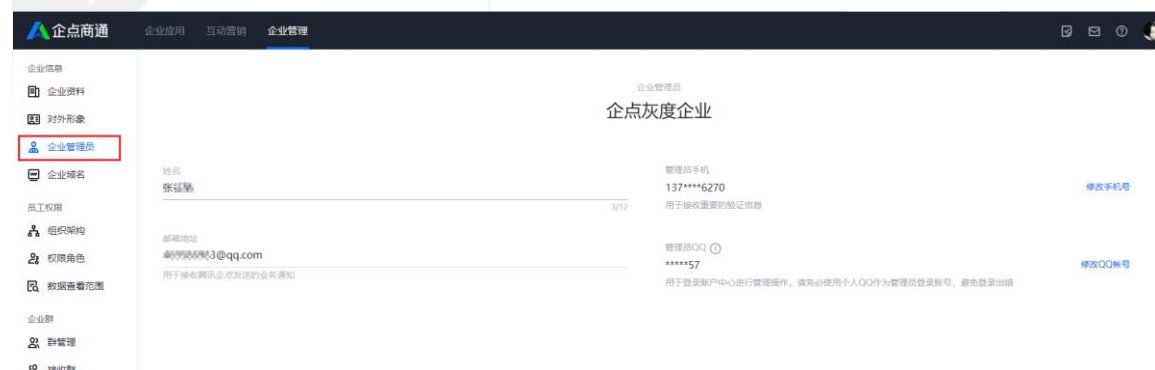 企点商通 企业应用 互动营销 企业管理
企业信息
企业资料
对外形象
企业管理员
企业域名
员工权限
组织架构
权限角色
数据查看范围
企业群
群管理
接收群
企业管理员
企点灰度企业
姓名
张
3/12
邮箱地址
3@qq.com
用于接收腾讯企点发送的业务通知
管理员手机
137****6270
修改手机号
用于接收重要的验证信息
管理员QQ
*****57
修改QQ帐号
用于登录账户中心进行管理操作，请务必使用个人QQ作为管理员登录账号，避免登录出错